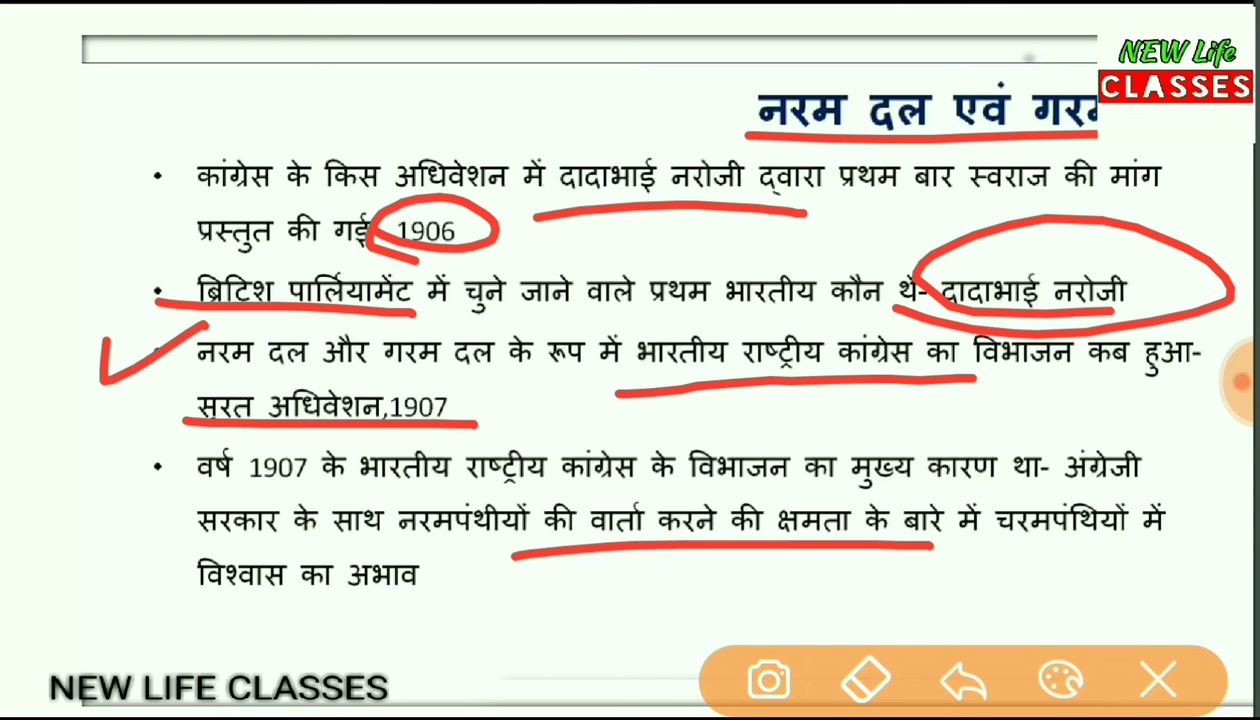 NEW Life
CLASSES
नरम दल एवं
• कांग्रेस के किस अधिवेशन में दादाभाई नरोजी द्वारा प्रथम बार स्वराज की मांग
प्रस्तुत की गई 1906
• ब्रिटिश पार्लियामेंट में चुने जाने वाले प्रथम भारतीय कौन थे- दादाभाई नरोजी
• नरम दल और गरम दल के रूप में भारतीय राष्ट्रीय कांग्रेस का विभाजन कब हुआ-
सूरत अधिवेशन,1907
• वर्ष 1907 के भारतीय राष्ट्रीय कांग्रेस के विभाजन का मुख्य कारण था- अंग्रेजी
सरकार के साथ नरमपंथीयों की वार्ता करने की क्षमता के बारे में चरमपंथियों में
विश्वास का अभाव
NEW LIFE CLASSES